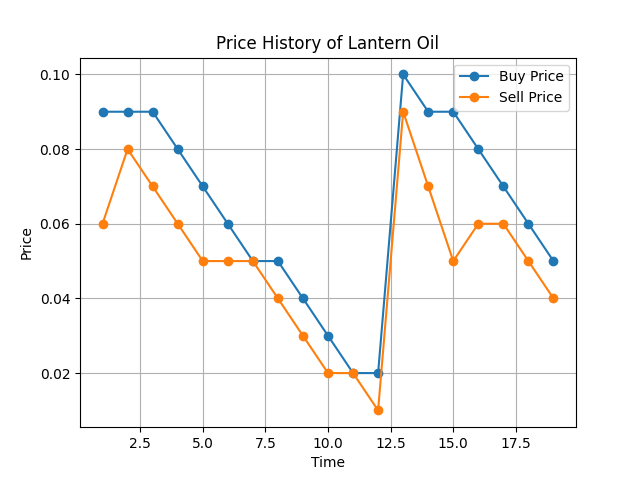 Price History of Lantern Oil
Buy Price
Sell Price
0.10
0.08
0.06
0.04
0.02
Price
2.5 5.0 7.5 10.0 12.5 15.0 17.5
Time